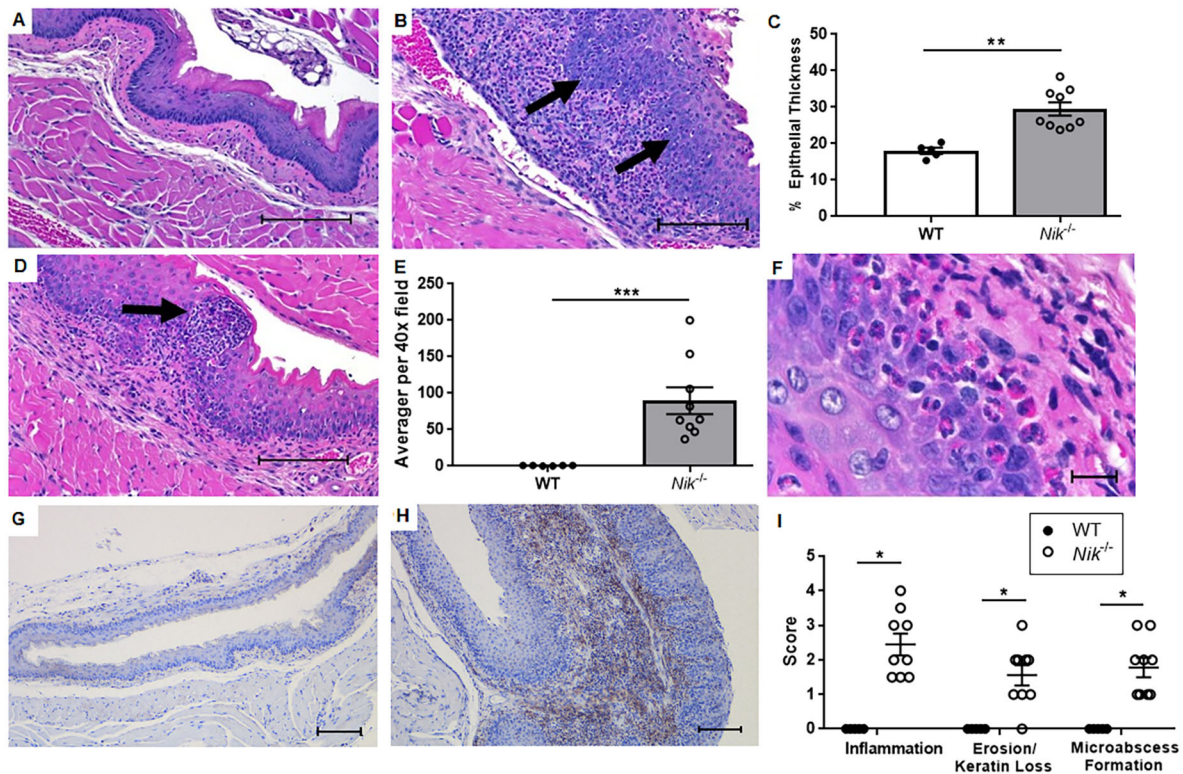 A
B
C
50
40
30
20
10
0
% Epithelial Thickness
**
WT
Nik-/-
D
E
250
200
150
100
50
0
Averager per 40x field
***
WT
Nik-/-
F
G
H
I
WT
Nik-/-
5
4
3
2
1
0
Score
*
*
*
Inflammation
Erosion/
Keratin Loss
Microabscess
Formation